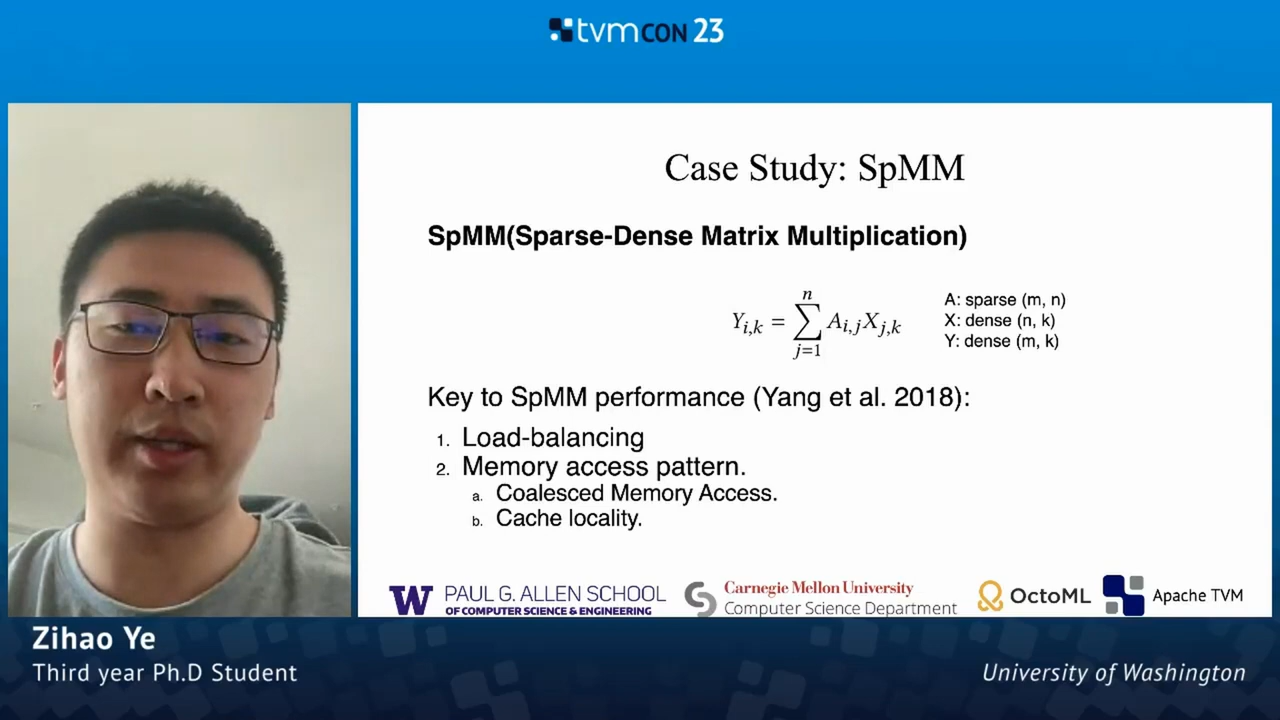 tvmCON 23
Case Study: SpMM
SpMM(Sparse-Dense Matrix Multiplication)
Y_{i,k} = \sum_{j=1}^{n} A_{i,j}X_{j,k}
A: sparse (m, n)
X: dense (n, k)
Y: dense (m, k)
Key to SpMM performance (Yang et al. 2018):
1. Load-balancing
2. Memory access pattern.
a. Coalesced Memory Access.
b. Cache locality.
W PAUL G. ALLEN SCHOOL
OF COMPUTER SCIENCE & ENGINEERING
Carnegie Mellon University
Computer Science Department
OctoML
Apache TVM
Zihao Ye
Third year Ph.D Student
University of Washington